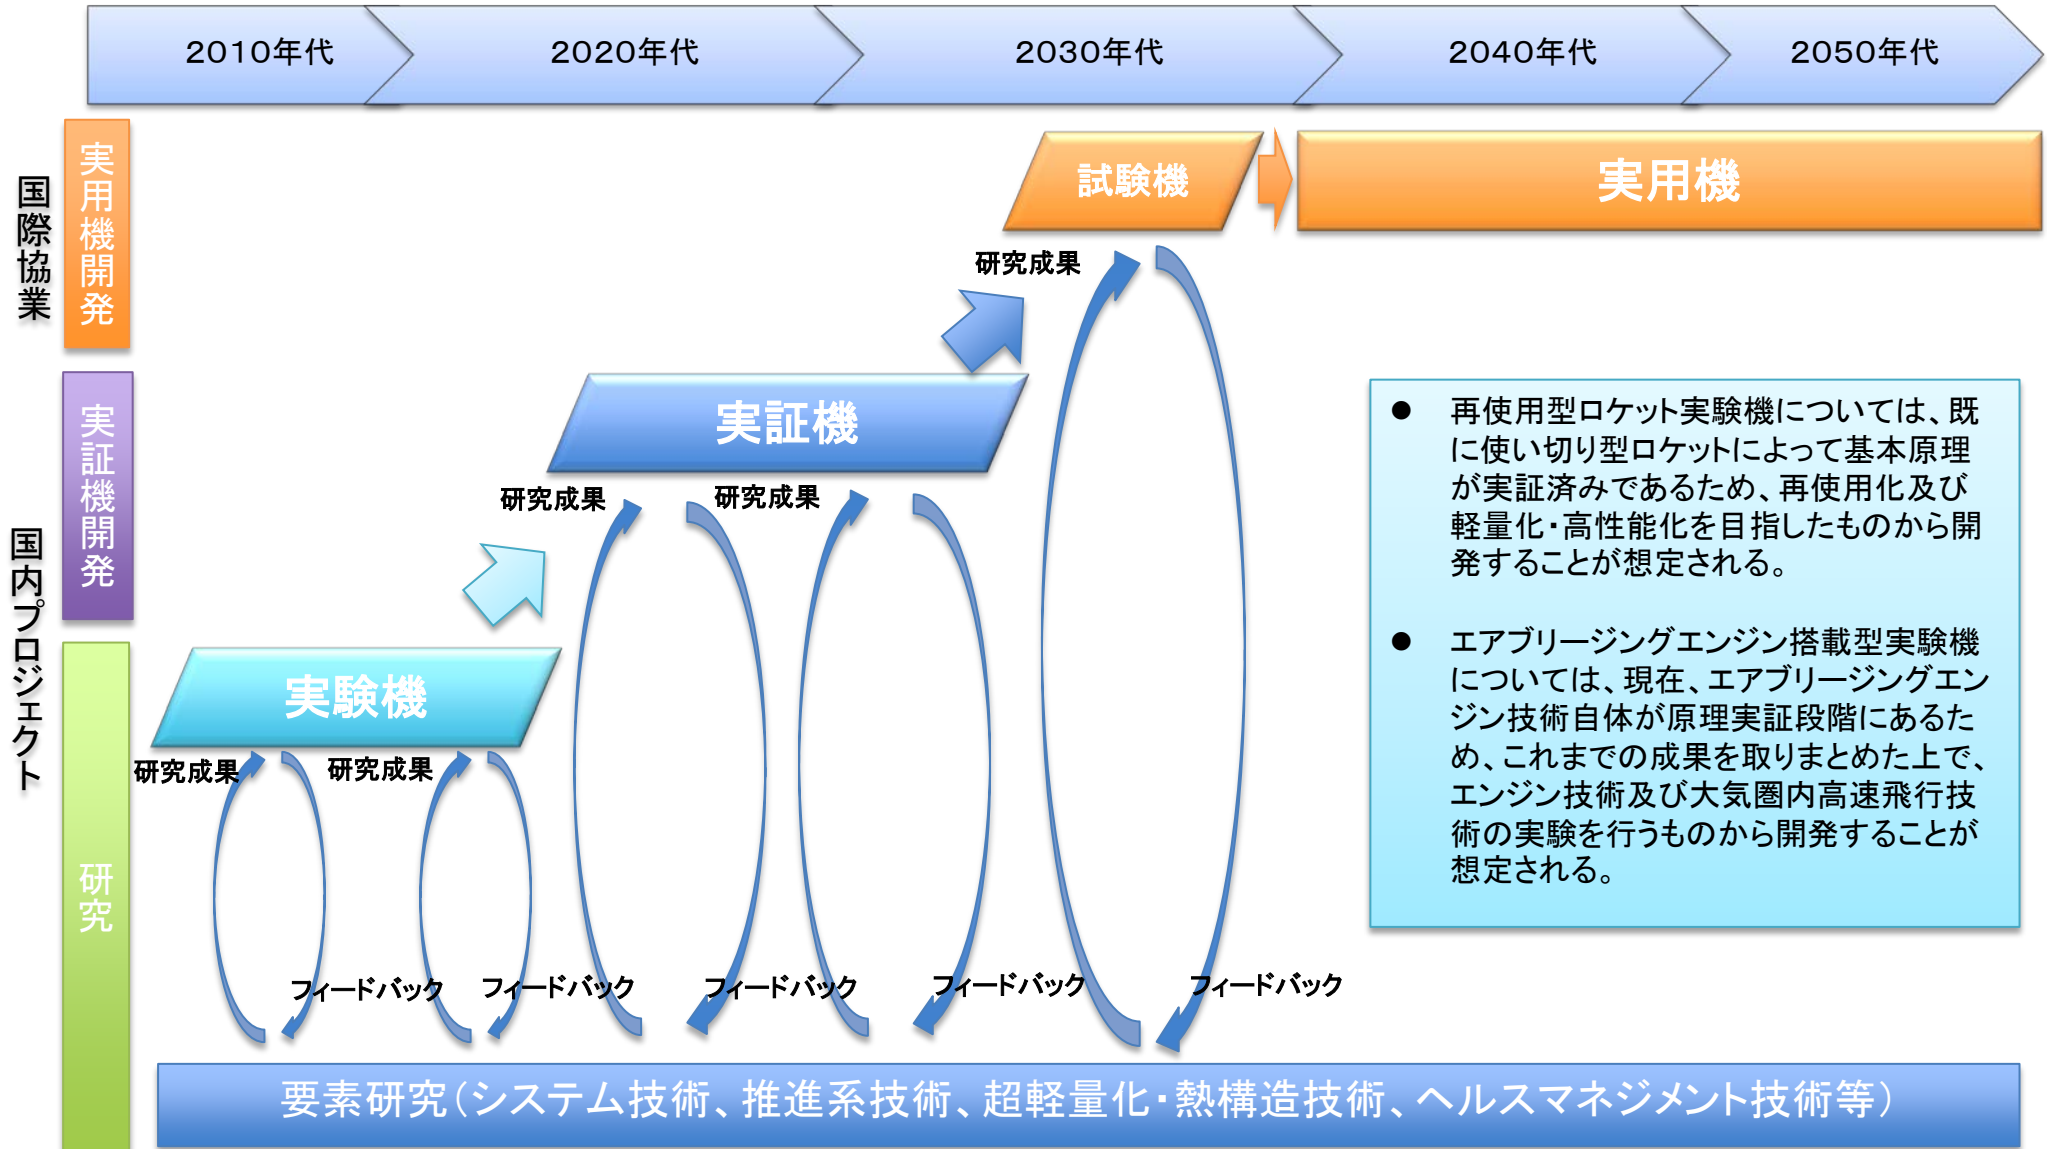 2010年代
2020年代
2030年代
2040年代
2050年代
国際協業
実用機開発
試験機
実用機
研究成果
国内プロジェクト
実証機開発
実証機
研究成果
研究成果
研究
実験機
研究成果
研究成果
フィードバック
フィードバック
フィードバック
フィードバック
フィードバック
● 再使用型ロケット実験機については、既
に使い切り型ロケットによって基本原理
が実証済みであるため、再使用化及び
軽量化・高性能化を目指したものから開
発することが想定される。
● エアブリージングエンジン搭載型実験機
については、現在、エアブリージングエン
ジン技術自体が原理実証段階にあるた
め、これまでの成果を取りまとめた上で、
エンジン技術及び大気圏内高速飛行技
術の実験を行うものから開発することが
想定される。
要素研究（システム技術、推進系技術、超軽量化・熱構造技術、ヘルスマネジメント技術等）